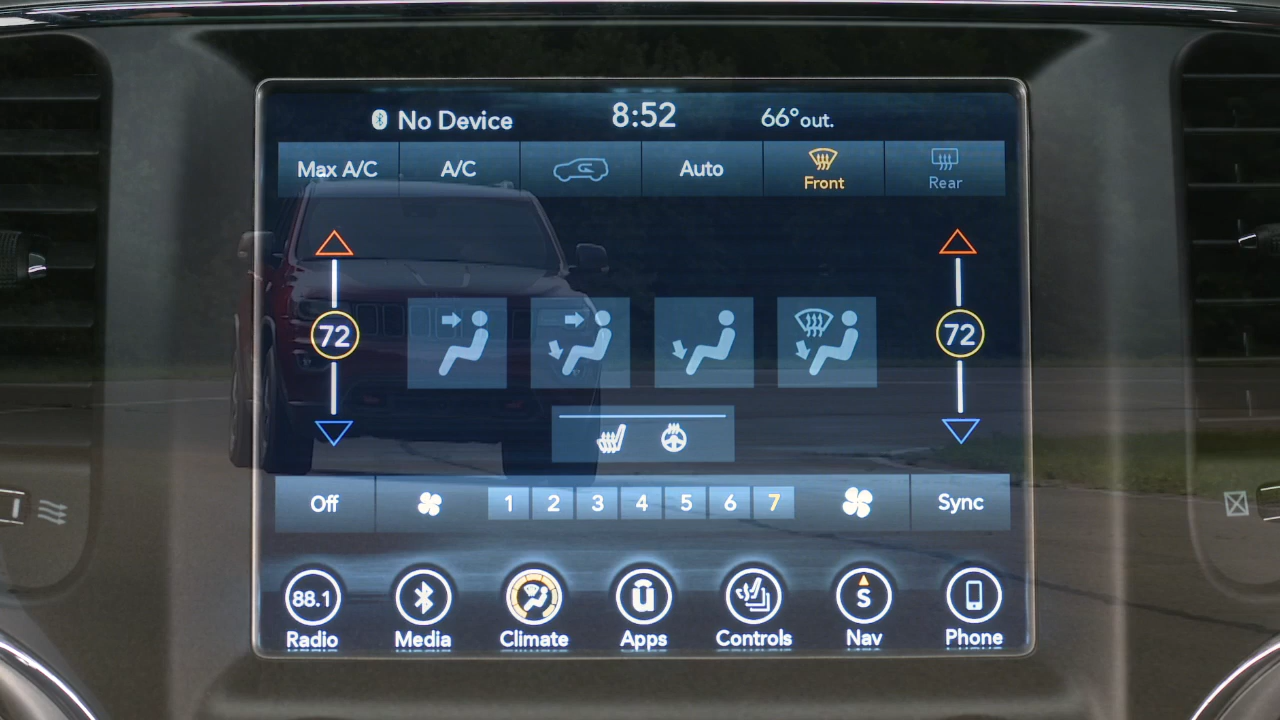 No Device 8:52 66° out.
Max A/C A/C Auto Front Rear
72 72
Off 1 2 3 4 5 6 7 Sync
88.1 ū S
Radio Media Climate Apps Controls Nav Phone